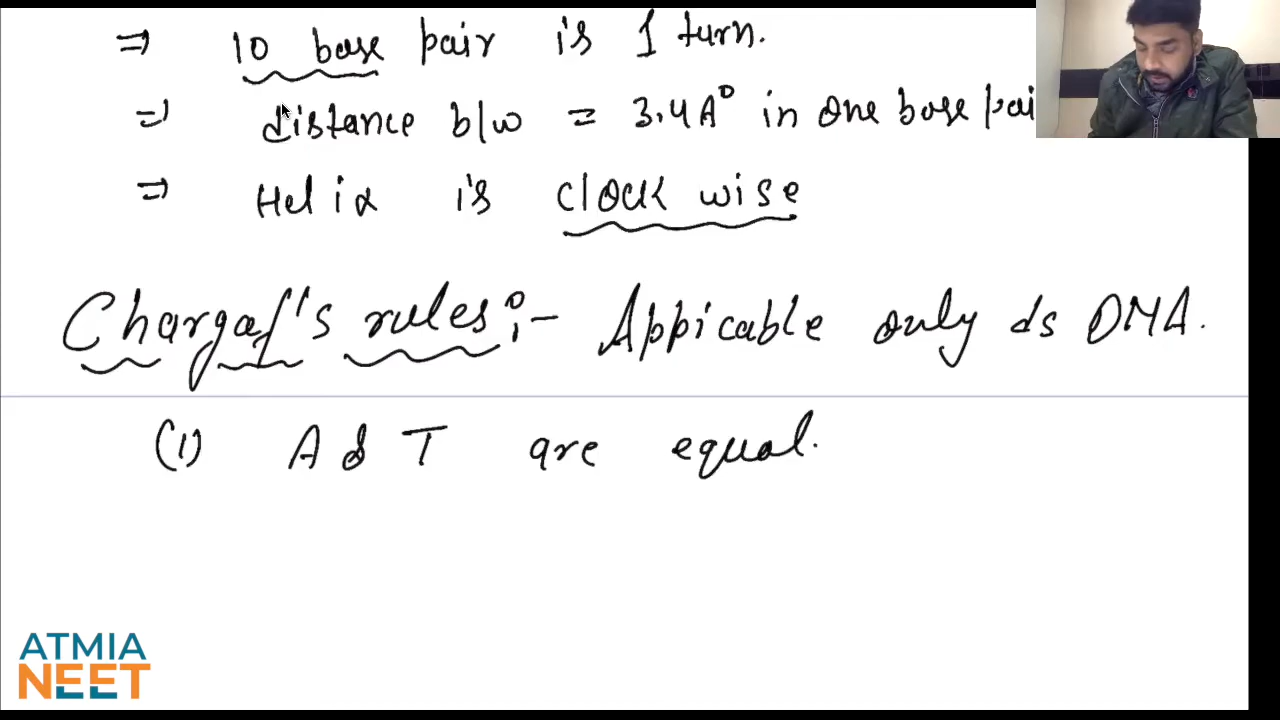 ⇒ 10 base pair is 1 turn.
⇒ distance b/w = 3.4A° in one base pai
⇒ Helix is clock wise
Chargaf's rules:- Appicable only ds DNA.
(1) A & T are equal.
ATMIA
NEET